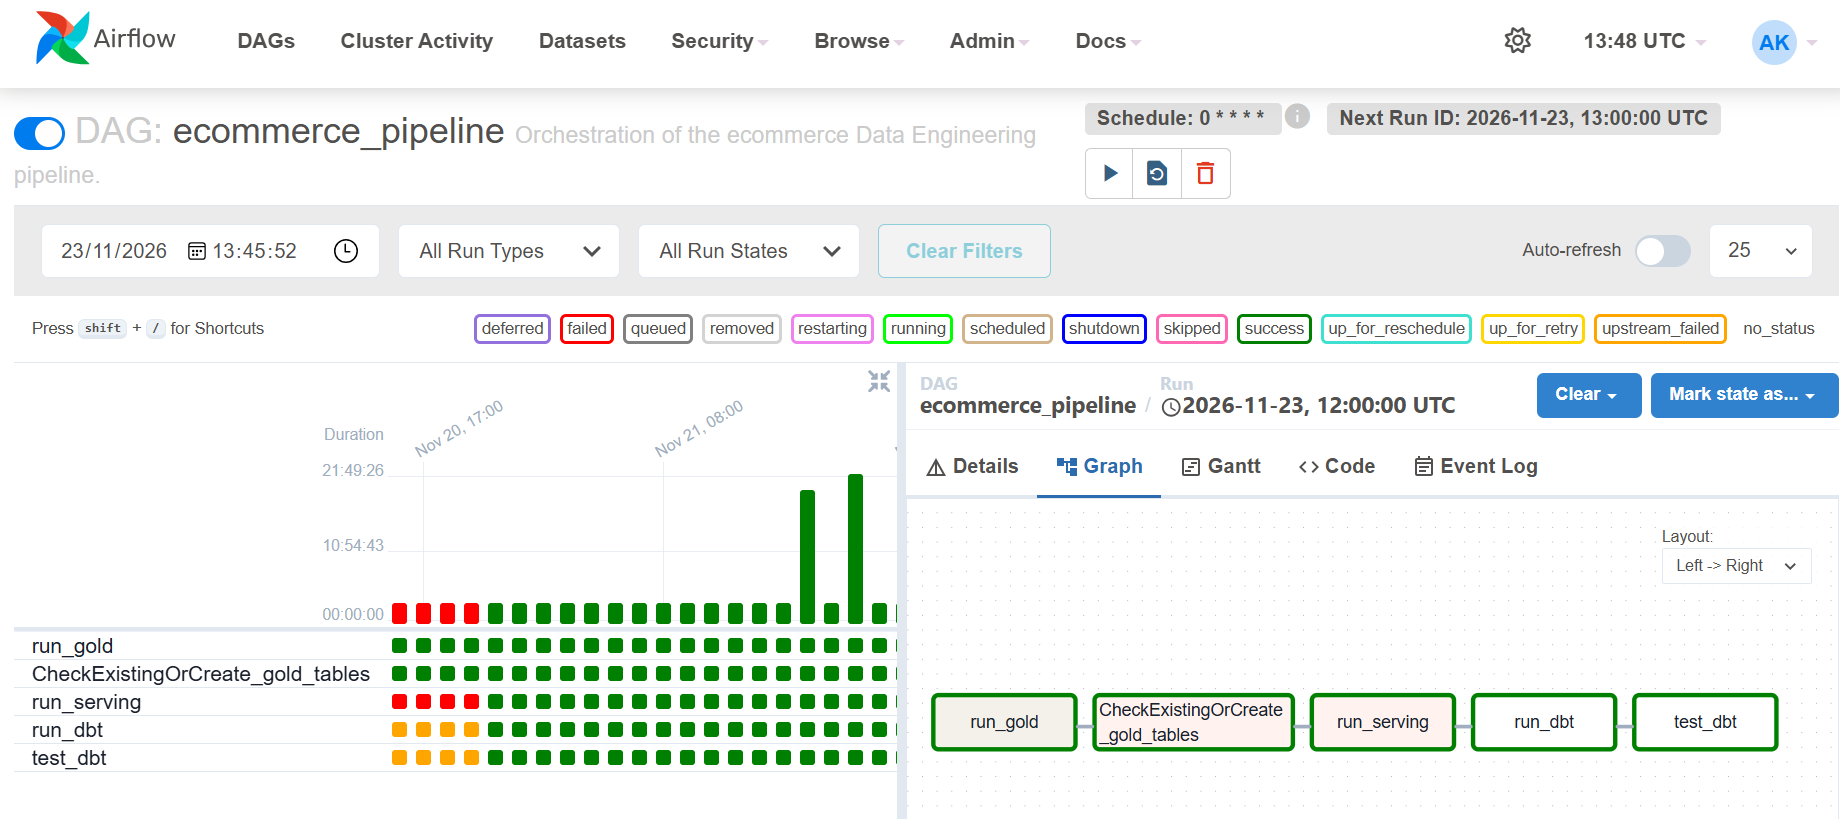 Airflow
DAGs
Cluster Activity
Datasets
Security
Browse
Admin
Docs
13:48 UTC
AK
DAG: ecommerce_pipeline Orchestration of the ecommerce Data Engineering
pipeline.
Schedule: 0 * * * *
i
Next Run ID: 2026-11-23, 13:00:00 UTC
23/11/2026 13:45:52
All Run Types
All Run States
Clear Filters
Auto-refresh
25
Press shift + / for Shortcuts
deferred
failed
queued
removed
restarting
running
scheduled
shutdown
skipped
success
up_for_reschedule
up_for_retry
upstream_failed
no_status
Nov 20, 17:00
Nov 21, 08:00
Duration
21:49:26
10:54:43
00:00:00
run_gold
CheckExistingOrCreate_gold_tables
run_serving
run_dbt
test_dbt
DAG
ecommerce_pipeline /
Run
2026-11-23, 12:00:00 UTC
Clear
Mark state as...
Details
Graph
Gantt
Code
Event Log
Layout:
Left -> Right
run_gold
CheckExistingOrCreate
_gold_tables
run_serving
run_dbt
test_dbt